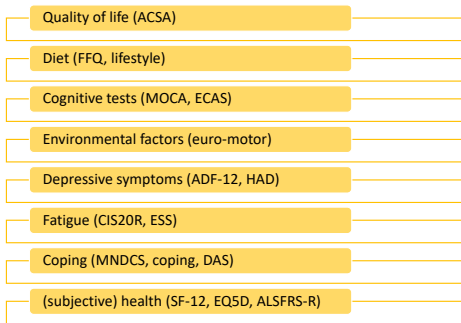 Quality of life (ACSA)
Diet (FFQ, lifestyle)
Cognitive tests (MOCA, ECAS)
Environmental factors (euro-motor)
Depressive symptoms (ADF-12, HAD)
Fatigue (CIS20R, ESS)
Coping (MNDCS, coping, DAS)
(subjective) health (SF-12, EQ5D, ALSFRS-R)